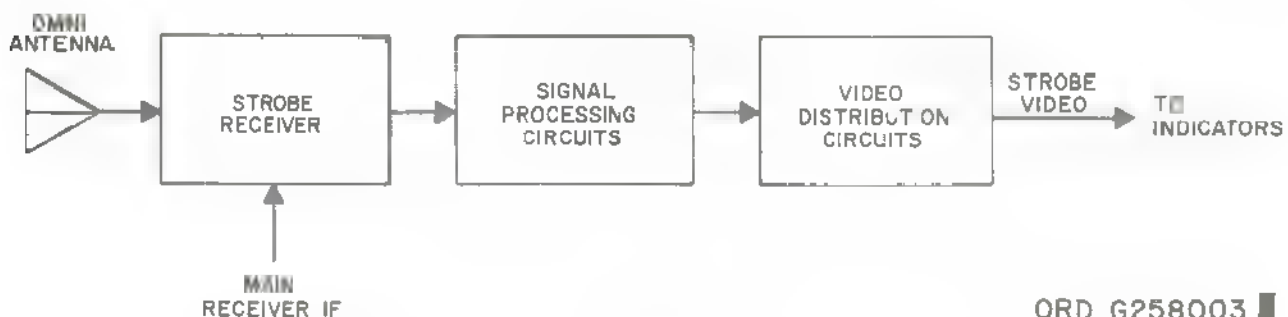 OMNI
ANTENNA
STROBE
RECEIVER
SIGNAL
PROCESSING
CIRCUITS
VIDEO
DISTRIBUTION
CIRCUITS
STROBE
VIDEO
TO
INDICATORS
MAIN
RECEIVER IF
ORD G258003